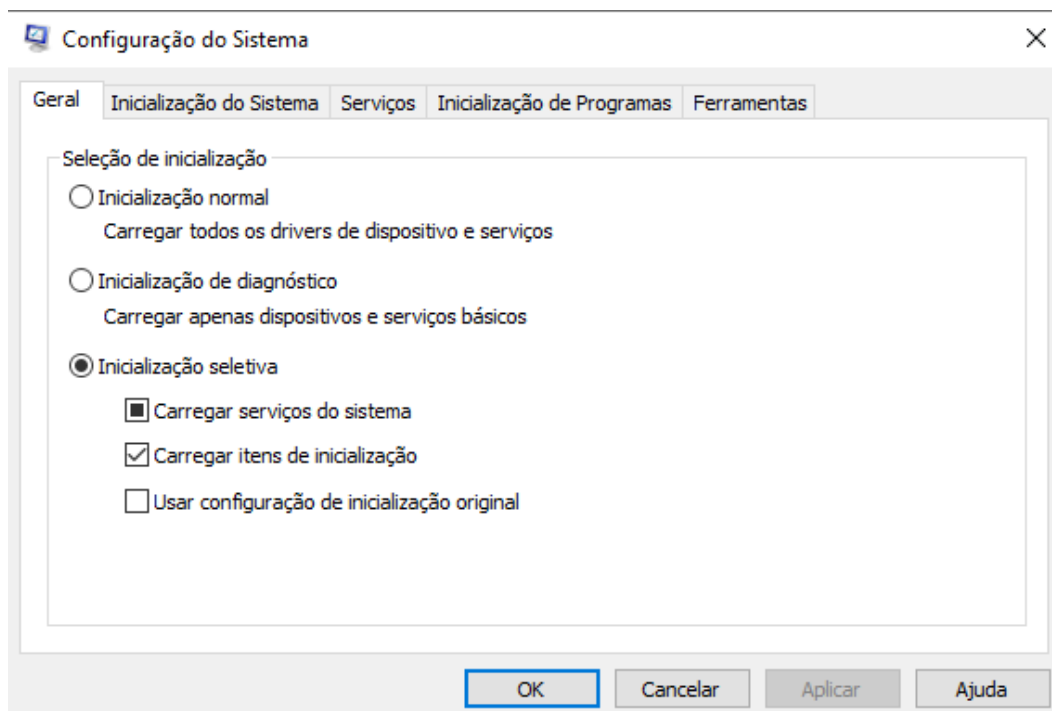 Configuração do Sistema
Geral
Inicialização do Sistema
Serviços
Inicialização de Programas
Ferramentas
Seleção de inicialização
Inicialização normal
Carregar todos os drivers de dispositivo e serviços
Inicialização de diagnóstico
Carregar apenas dispositivos e serviços básicos
Inicialização seletiva
Carregar serviços do sistema
Carregar itens de inicialização
Usar configuração de inicialização original
OK
Cancelar
Aplicar
Ajuda